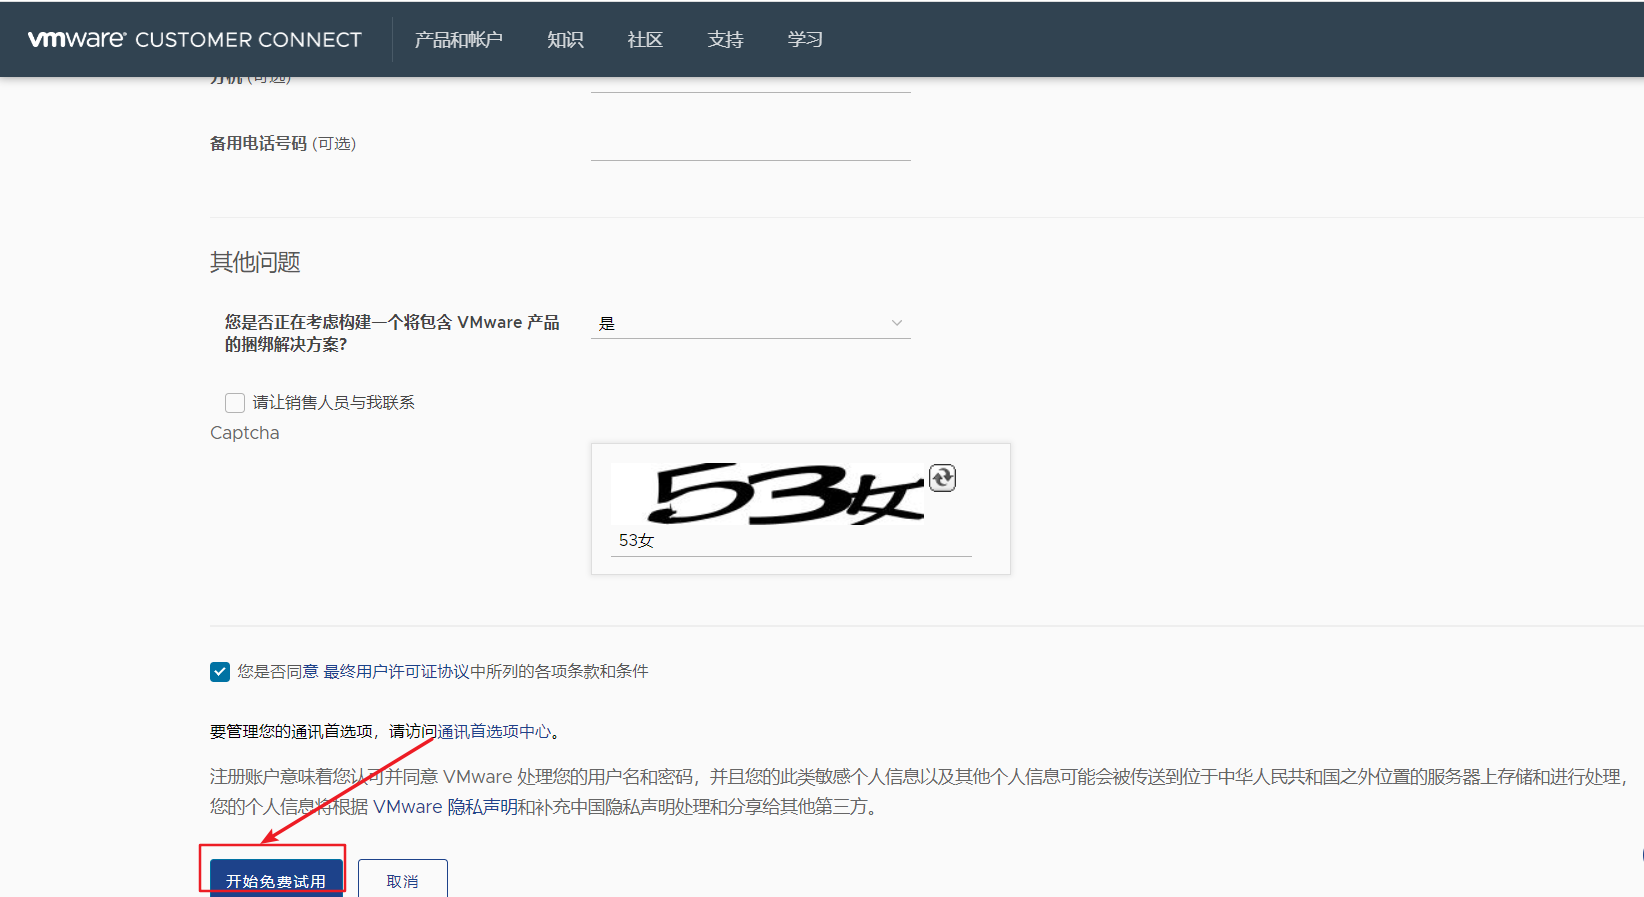 vmware® CUSTOMER CONNECT 产品和帐户 知识 社区 支持 学习
分机 (可选)
备用电话号码 (可选)
其他问题
您是否正在考虑构建一个将包含 VMware 产品
的捆绑解决方案?
是
请让销售人员与我联系
Captcha
53女
53女
您是否同意 最终用户许可证协议中所列的各项条款和条件
要管理您的通讯首选项，请访问通讯首选项中心。
注册账户意味着您认可并同意 VMware 处理您的用户名和密码，并且您的此类敏感个人信息以及其他个人信息可能会被传送到位于中华人民共和国之外位置的服务器上存储和进行处理，
您的个人信息将根据 VMware 隐私声明和补充中国隐私声明处理和分享给其他第三方。
开始免费试用 取消